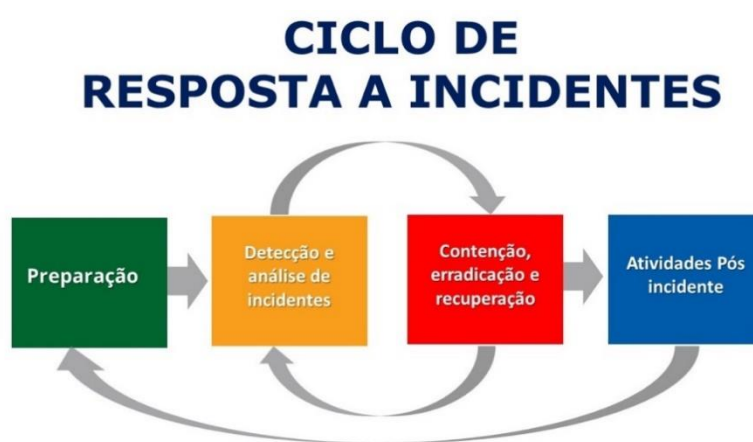 CICLO DE
RESPOSTA A INCIDENTES
Preparação
Detecção e
análise de
incidentes
Contenção,
erradicação e
recuperação
Atividades Pós
incidente